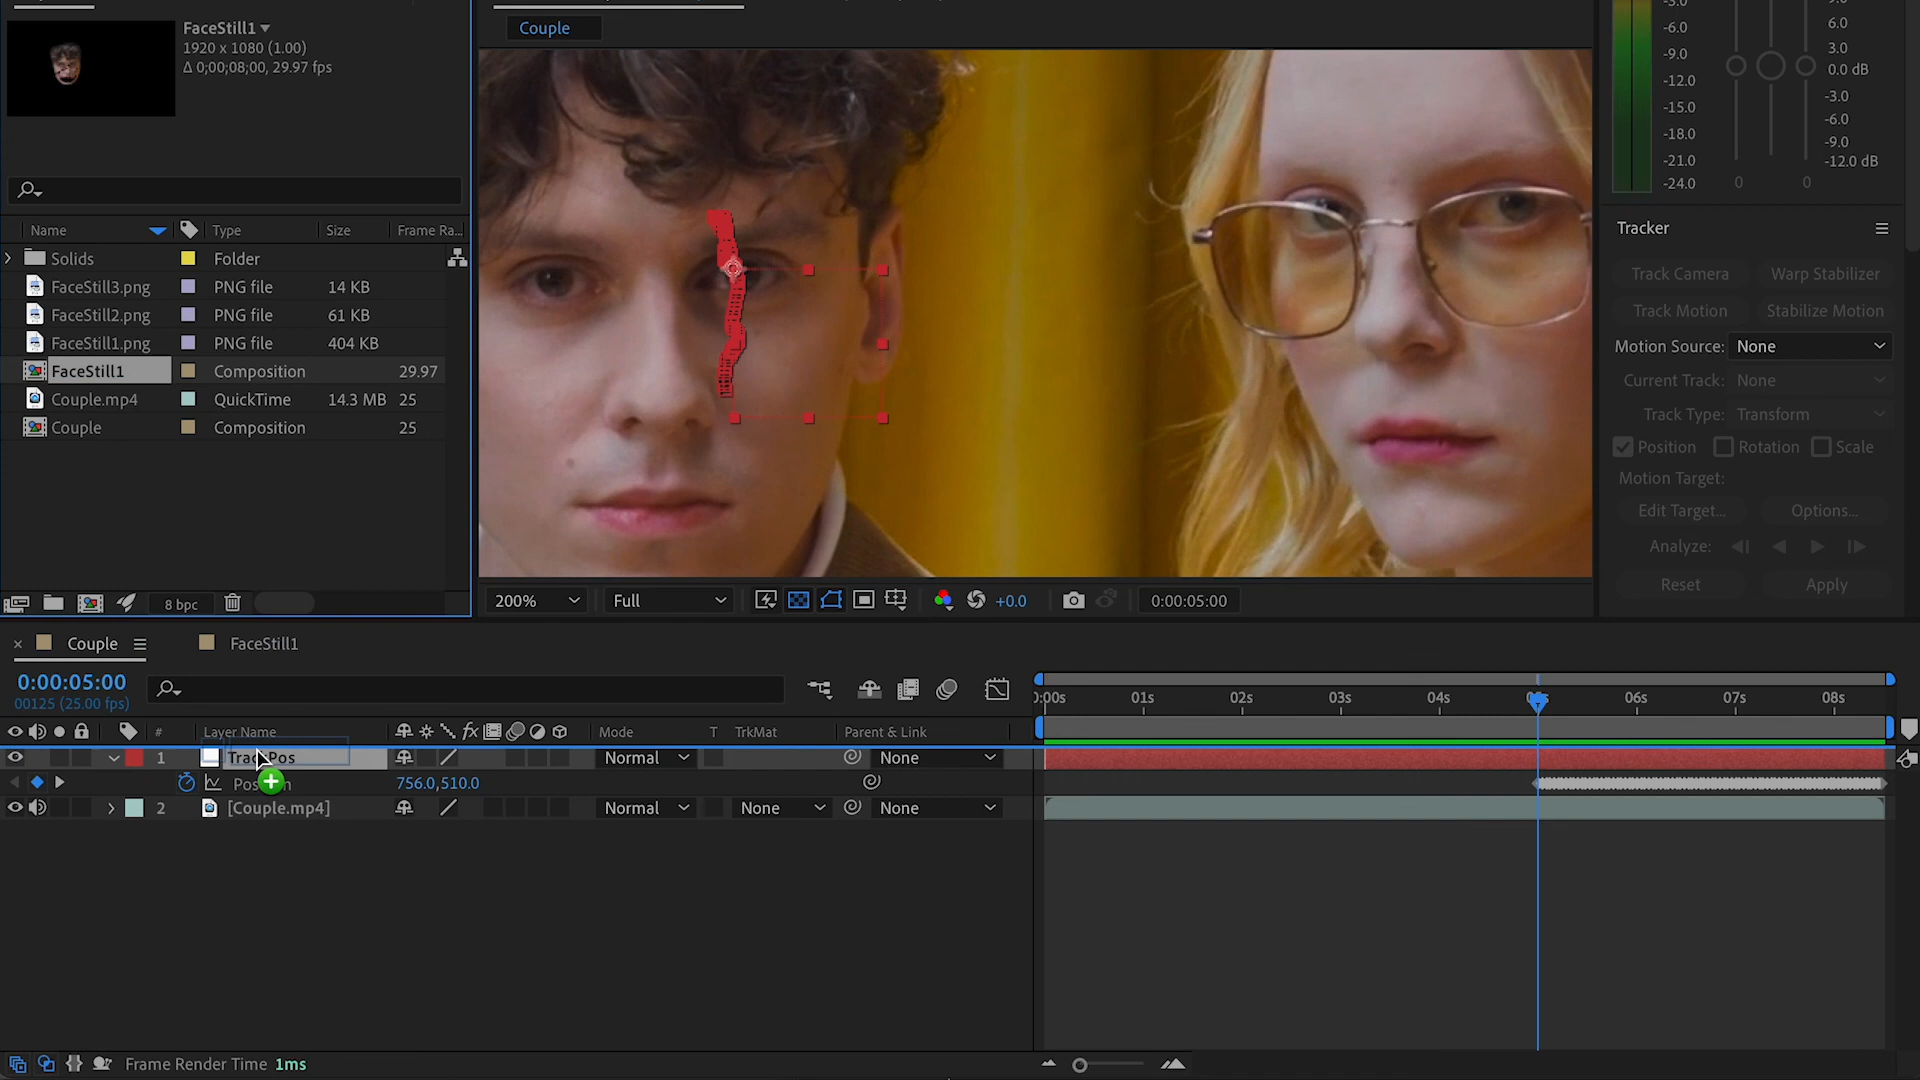 FaceStill1
1920 x 1080 (1.00)
Δ 0;00;08;00, 29.97 fps
Name Type Size Frame Ra...
Solids Folder
FaceStill3.png PNG file 14 KB
FaceStill2.png PNG file 61 KB
FaceStill1.png PNG file 404 KB
FaceStill1 Composition 29.97
Couple.mp4 QuickTime 14.3 MB 25
Couple Composition 25
8 bpc
Couple
200% Full +0.0 0:00:05:00
-6.0
-9.0
-12.0
-15.0
-18.0
-21.0
-24.0
6.0
3.0
0.0 dB
-3.0
-6.0
-9.0
-12.0 dB
0 0
Tracker
Track Camera Warp Stabilizer
Track Motion Stabilize Motion
Motion Source: None
Current Track: None
Track Type: Transform
Position Rotation Scale
Motion Target:
Edit Target... Options...
Analyze:
Reset Apply
× Couple FaceStill1
0:00:05:00
00125 (25.00 fps)
:00s 01s 02s 03s 04s 06s 07s 08s
# Layer Name fx Mode T TrkMat Parent & Link
1 Normal None
756.0,510.0
2 [Couple.mp4] Normal None None
Frame Render Time 1ms